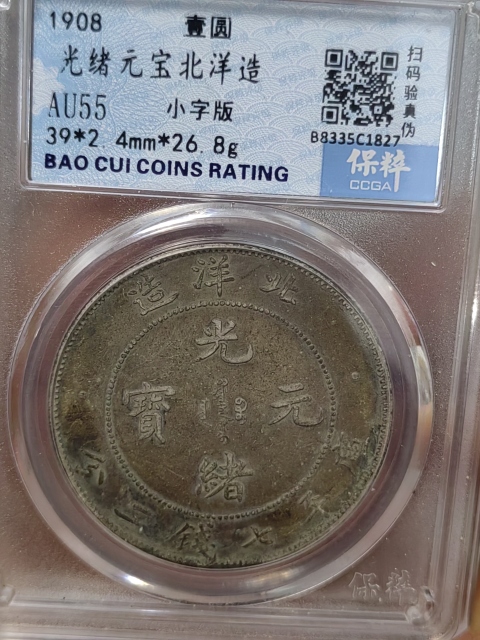 1908 壹圆
光绪元宝北洋造
AU55 小字版
39*2.4mm*26.8g
BAO CUI COINS RATING
扫码验真伪
B8335C1827
保粹
CCGA
造洋北
光
寶 元
緒
分二錢七平庫
保粹